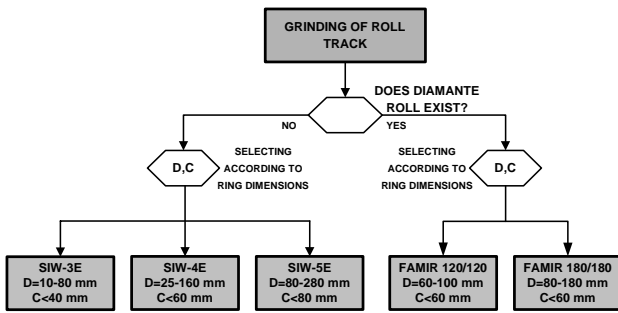 GRINDING OF ROLL
TRACK
DOES DIAMANTE
ROLL EXIST?
NO
YES
D,C
SELECTING
ACCORDING TO
RING DIMENSIONS
SELECTING
ACCORDING TO
RING DIMENSIONS
D,C
SIW-3E
D=10-80 mm
C<40 mm
SIW-4E
D=25-160 mm
C<60 mm
SIW-5E
D=80-280 mm
C<80 mm
FAMIR 120/120
D=60-100 mm
C<60 mm
FAMIR 180/180
D=80-180 mm
C<60 mm